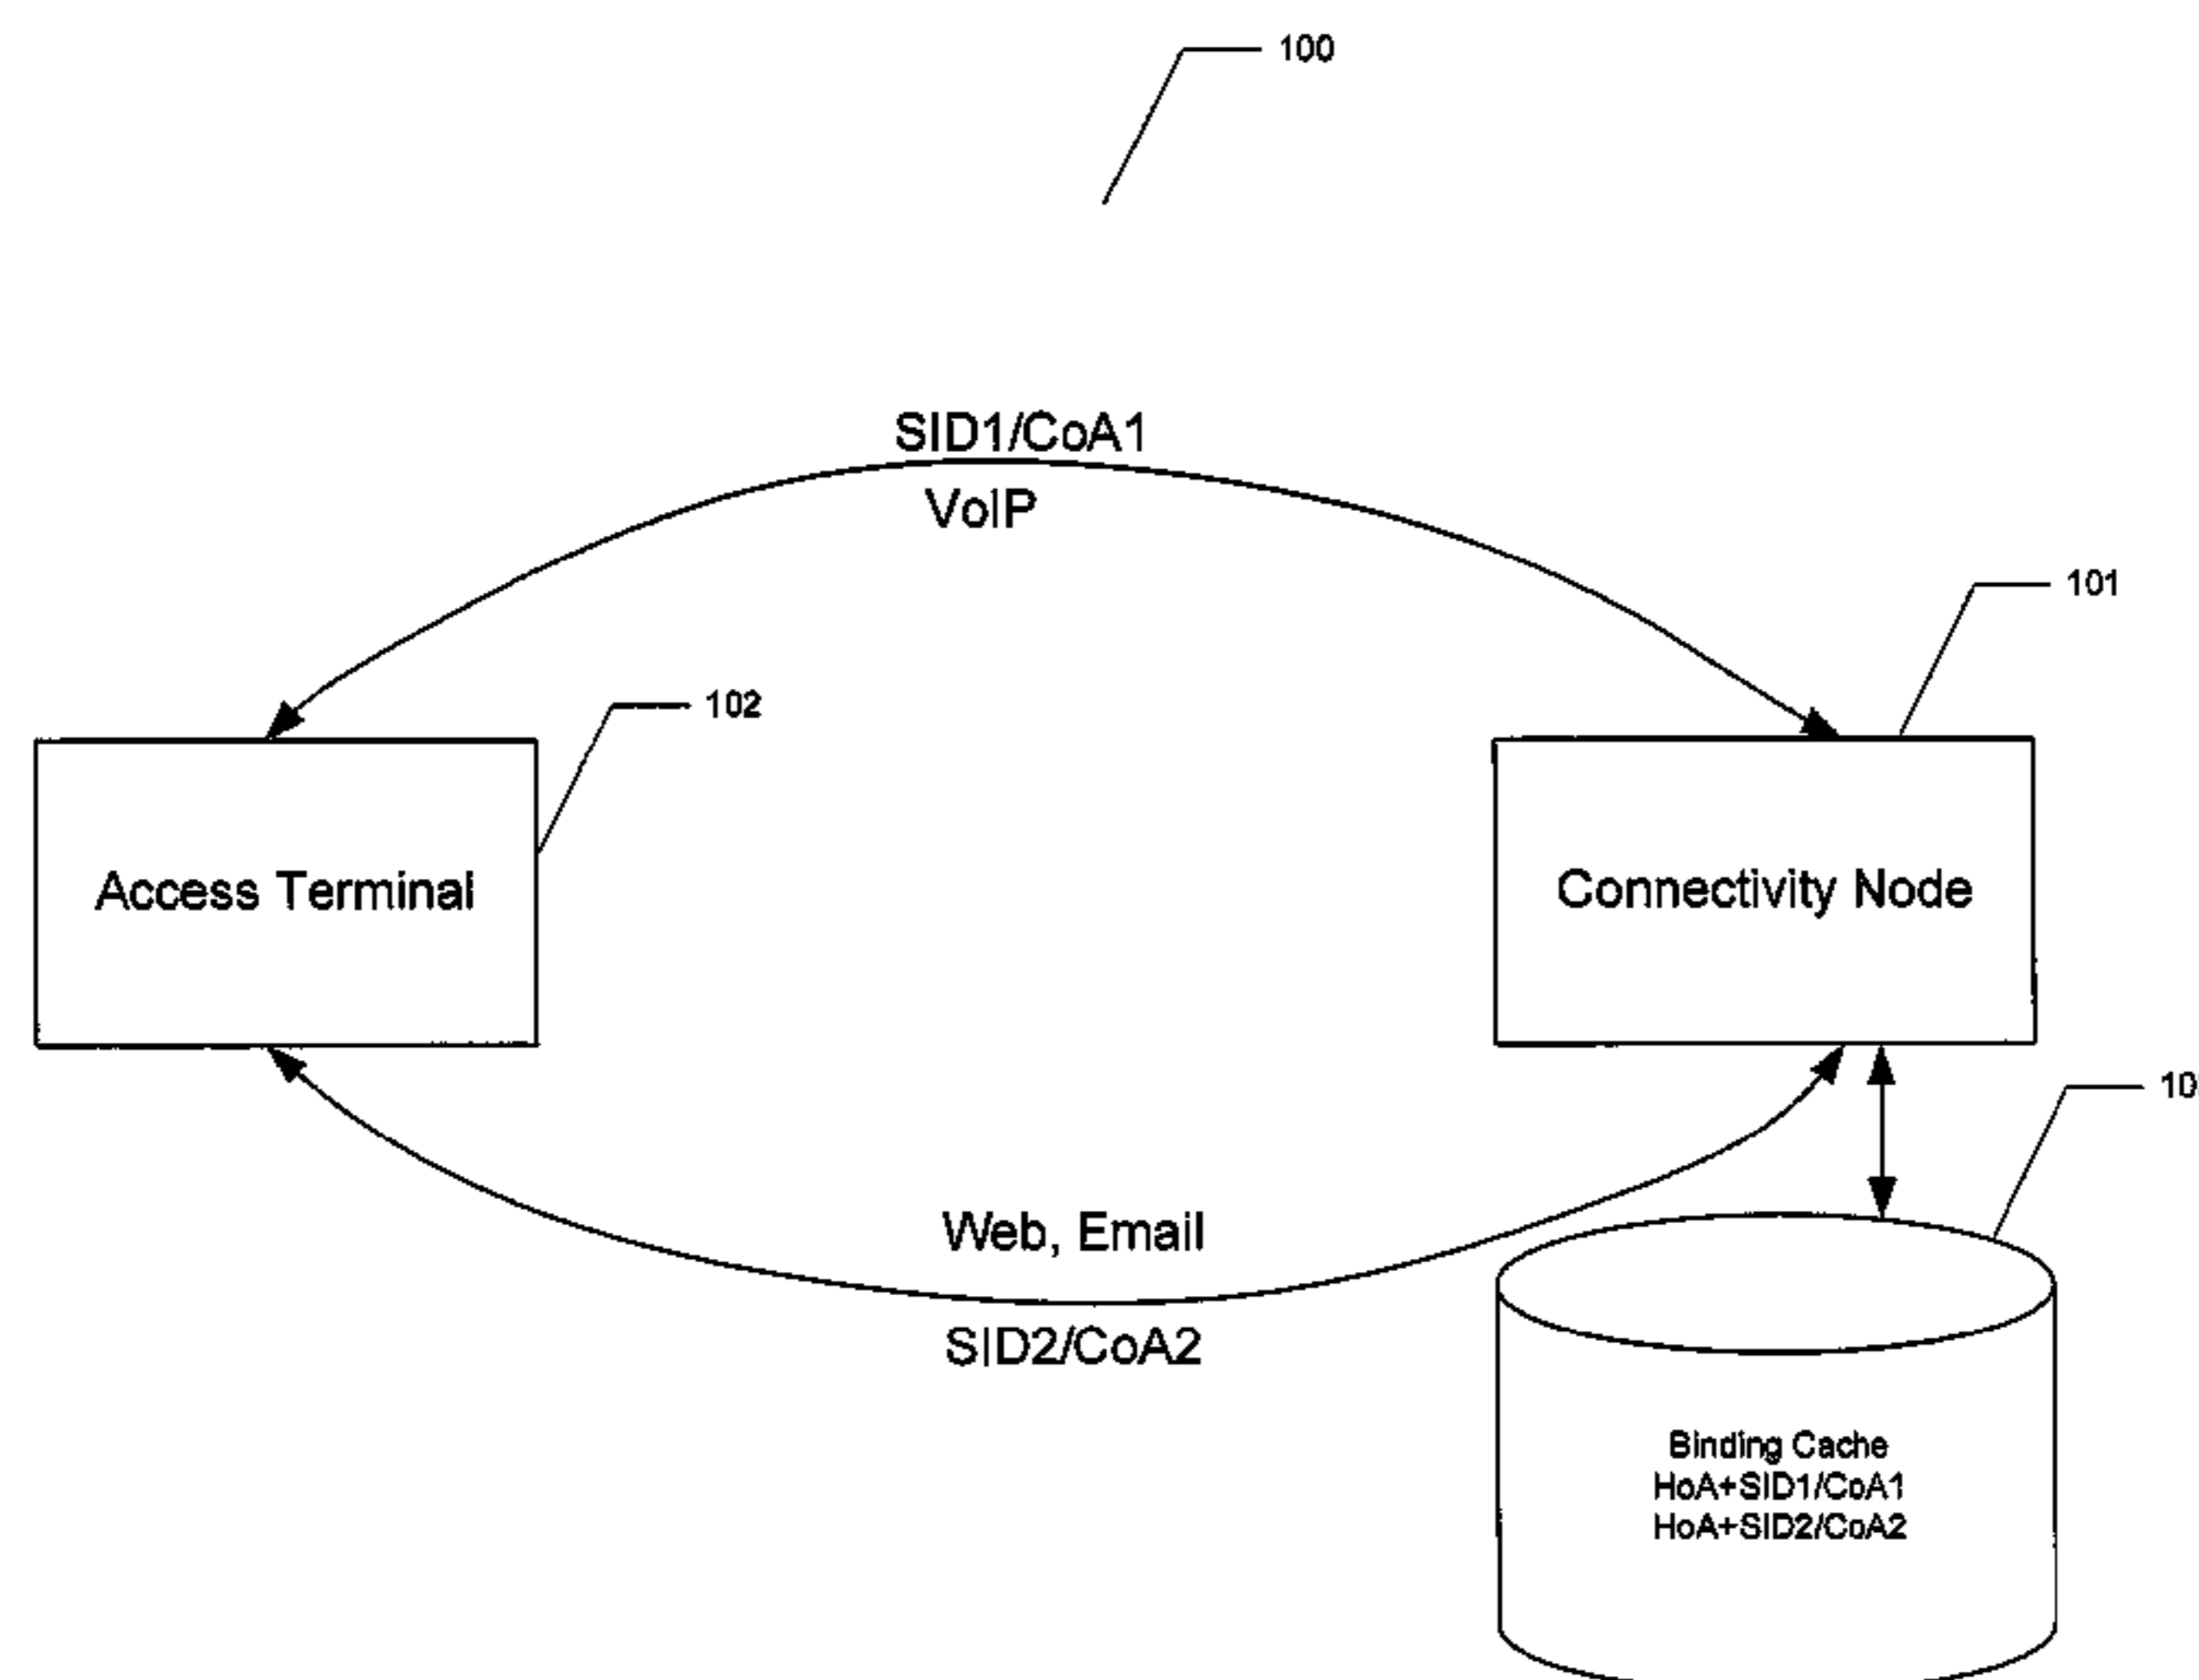 100
SID1/CoA1
VoIP
101
102
Access Terminal
Connectivity Node
Web, Email
SID2/CoA2
Binding Cache
HoA+SID1/CoA1
HoA+SID2/CoA2